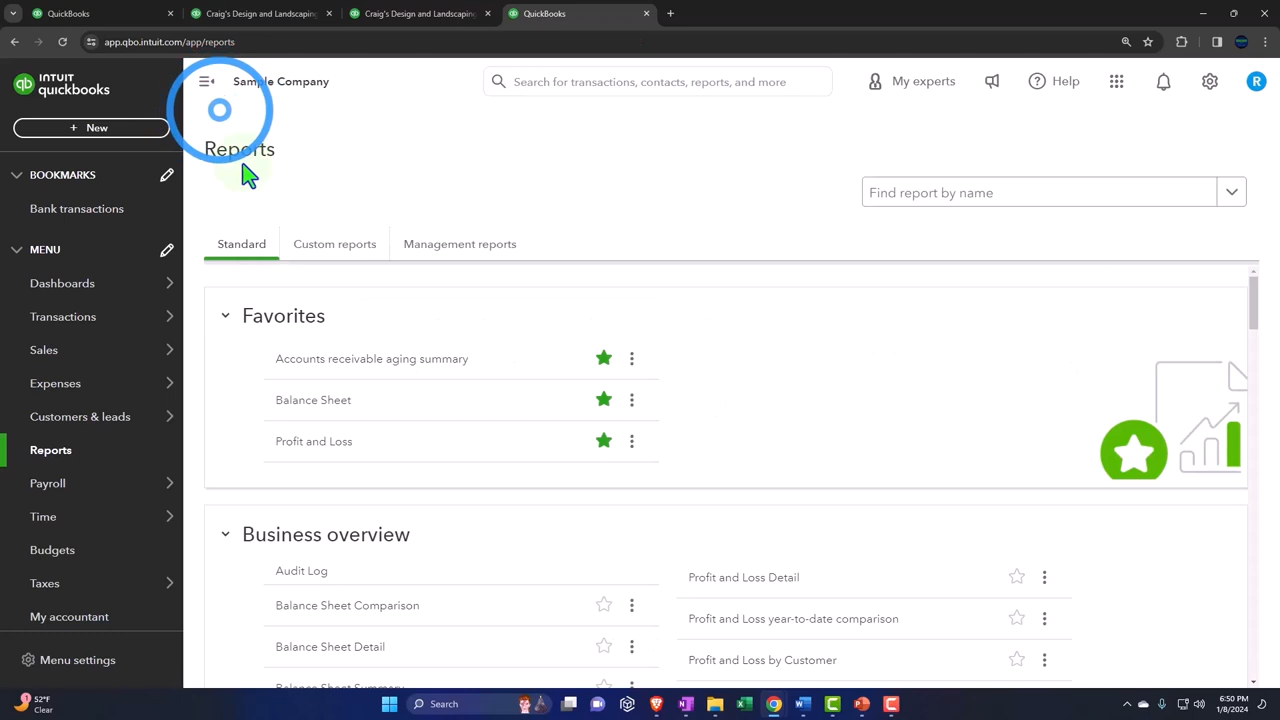 QuickBooks
Craig's Design and Landscaping
Craig's Design and Landscaping
QuickBooks
app.qbo.intuit.com/app/reports
INTUIT
quickbooks
Sample Company
Search for transactions, contacts, reports, and more
My experts
Help
R
+ New
Reports
BOOKMARKS
Find report by name
Bank transactions
MENU
Standard
Custom reports
Management reports
Dashboards
Transactions
Sales
Expenses
Customers & leads
Reports
Payroll
Time
Budgets
Taxes
My accountant
Menu settings
Favorites
Accounts receivable aging summary
Balance Sheet
Profit and Loss
Business overview
Audit Log
Balance Sheet Comparison
Balance Sheet Detail
Balance Sheet Summary
Profit and Loss Detail
Profit and Loss year-to-date comparison
Profit and Loss by Customer
52°F
Clear
Search
6:50 PM
1/8/2024